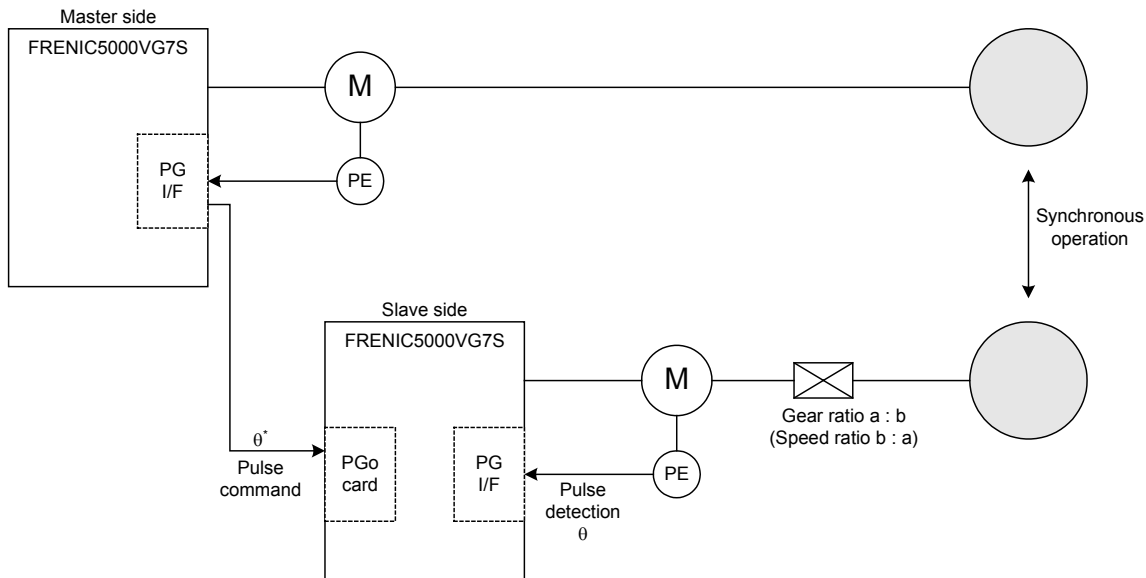 Master side
FRENIC5000VG7S
M
PG
I/F
PE
Synchronous
operation
Slave side
FRENIC5000VG7S
M
Gear ratio a : b
(Speed ratio b : a)
θ*
Pulse
command
PGo
card
PG
I/F
PE
Pulse
detection
θ